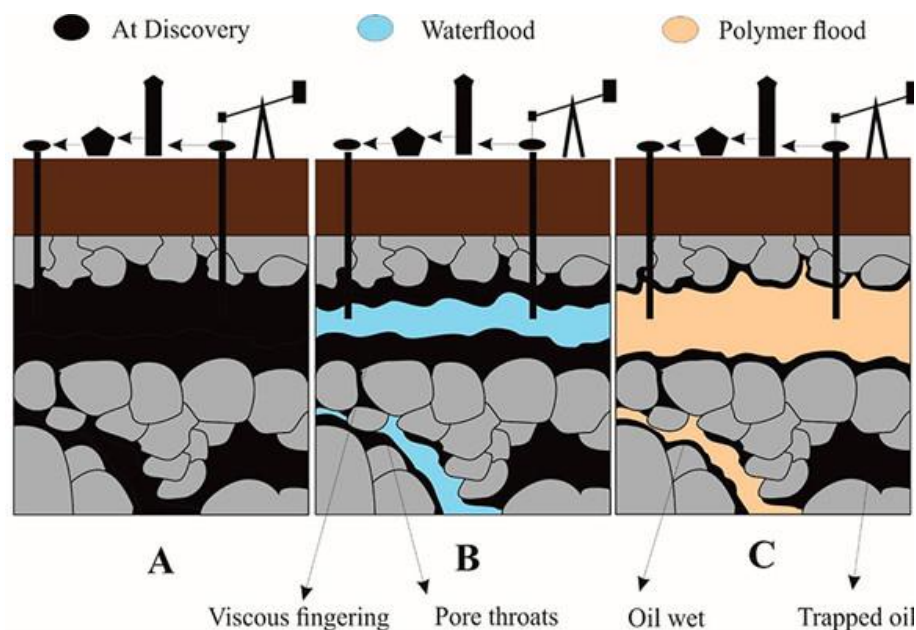 At Discovery Waterflood Polymer flood
A B C
Viscous fingering Pore throats Oil wet Trapped oil